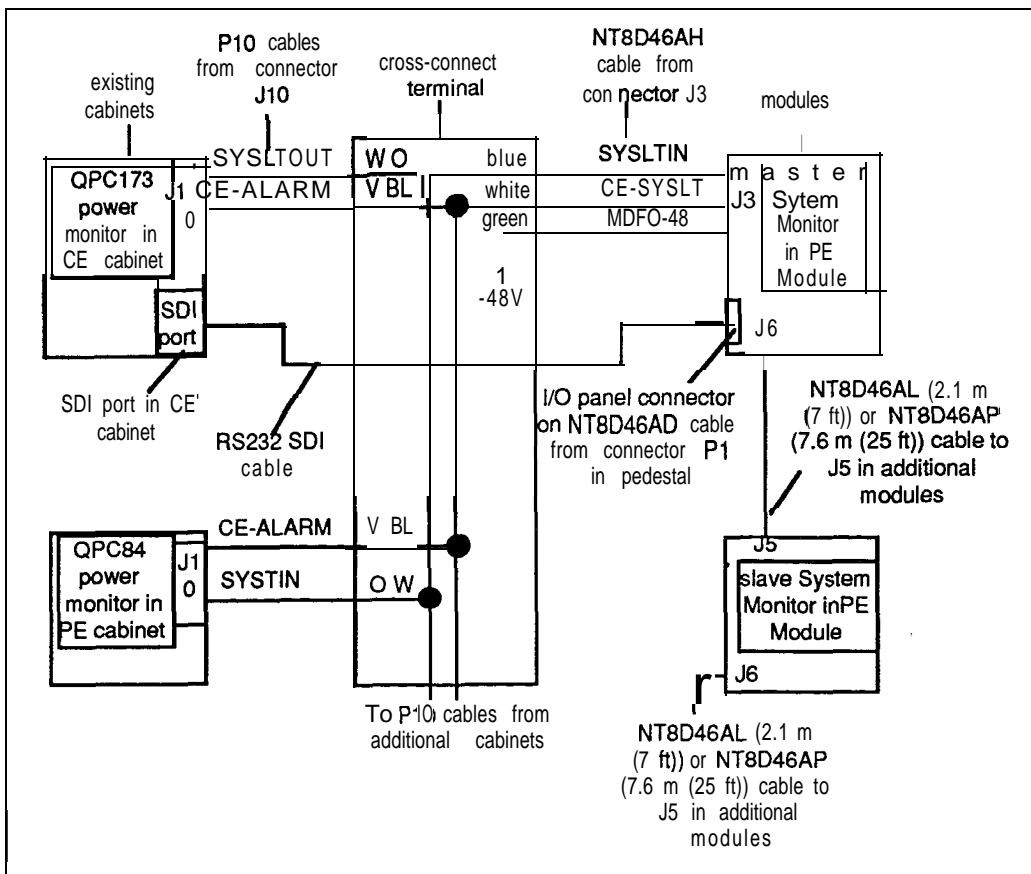 P10 cables
from connector
J10
existing
cabinets
cross-connect
terminal
NT8D46AH
cable from
con nector J3
modules
QPC173
power
monitor in
CE cabinet
J1
0
SYSLTOUT
CE-ALARM
W O
V BL
blue
white
green
SYSLTIN
CE-SYSLT
MDFO-48
1
-48V
master
J3
Sytem
Monitor
in PE
Module
SDI
port
J6
SDI port in CE'
cabinet
RS232 SDI
cable
I/O panel connector
on NT8D46AD cable
from connector P1
in pedestal
NT8D46AL (2.1 m
(7 ft)) or NT8D46AP
(7.6 m (25 ft)) cable to
J5 in additional
modules
QPC84
power
monitor in
PE cabinet
J1
0
CE-ALARM
SYSTIN
V BL
O W
J5
slave System
Monitor inPE
Module
J6
To P10 cables from
additional cabinets
NT8D46AL (2.1 m
(7 ft)) or NT8D46AP
(7.6 m (25 ft)) cable to
J5 in additional
modules